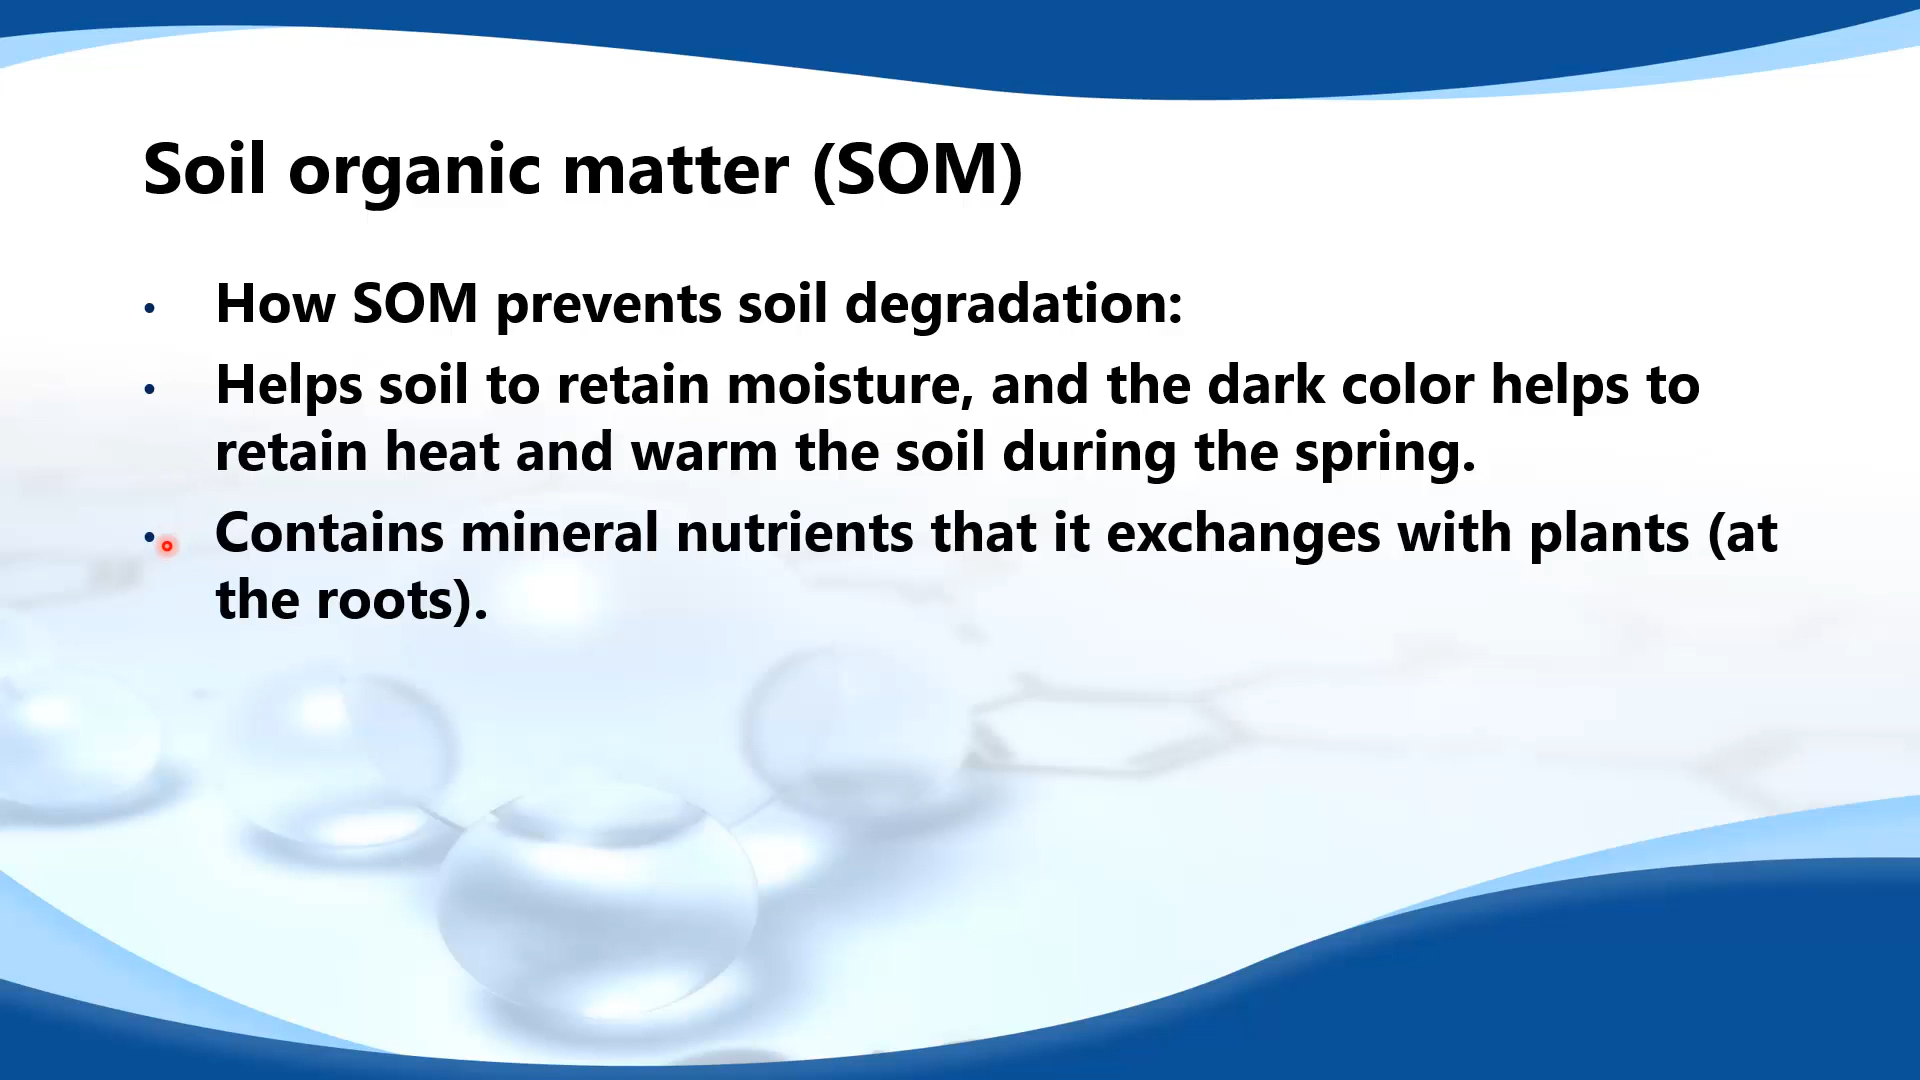 Soil organic matter (SOM)
• How SOM prevents soil degradation:
• Helps soil to retain moisture, and the dark color helps to
retain heat and warm the soil during the spring.
• Contains mineral nutrients that it exchanges with plants (at
the roots).